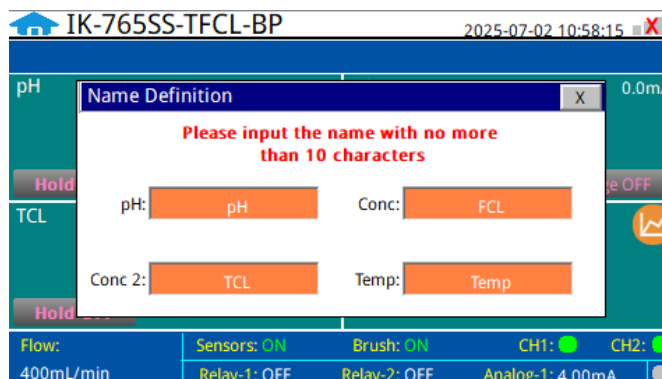 IK-765SS-TFCL-BP
2025-07-02 10:58:15
pH
0.0m
Name Definition
X
Please input the name with no more
than 10 characters
Hold
ge OFF
pH: pH
Conc: FCL
TCL
Conc 2: TCL
Temp: Temp
Hold
Flow:
Sensors: ON
Brush: ON
CH1:
CH2:
400mL/min
Relay-1: OFF
Relay-2: OFF
Analog-1: 4.00mA